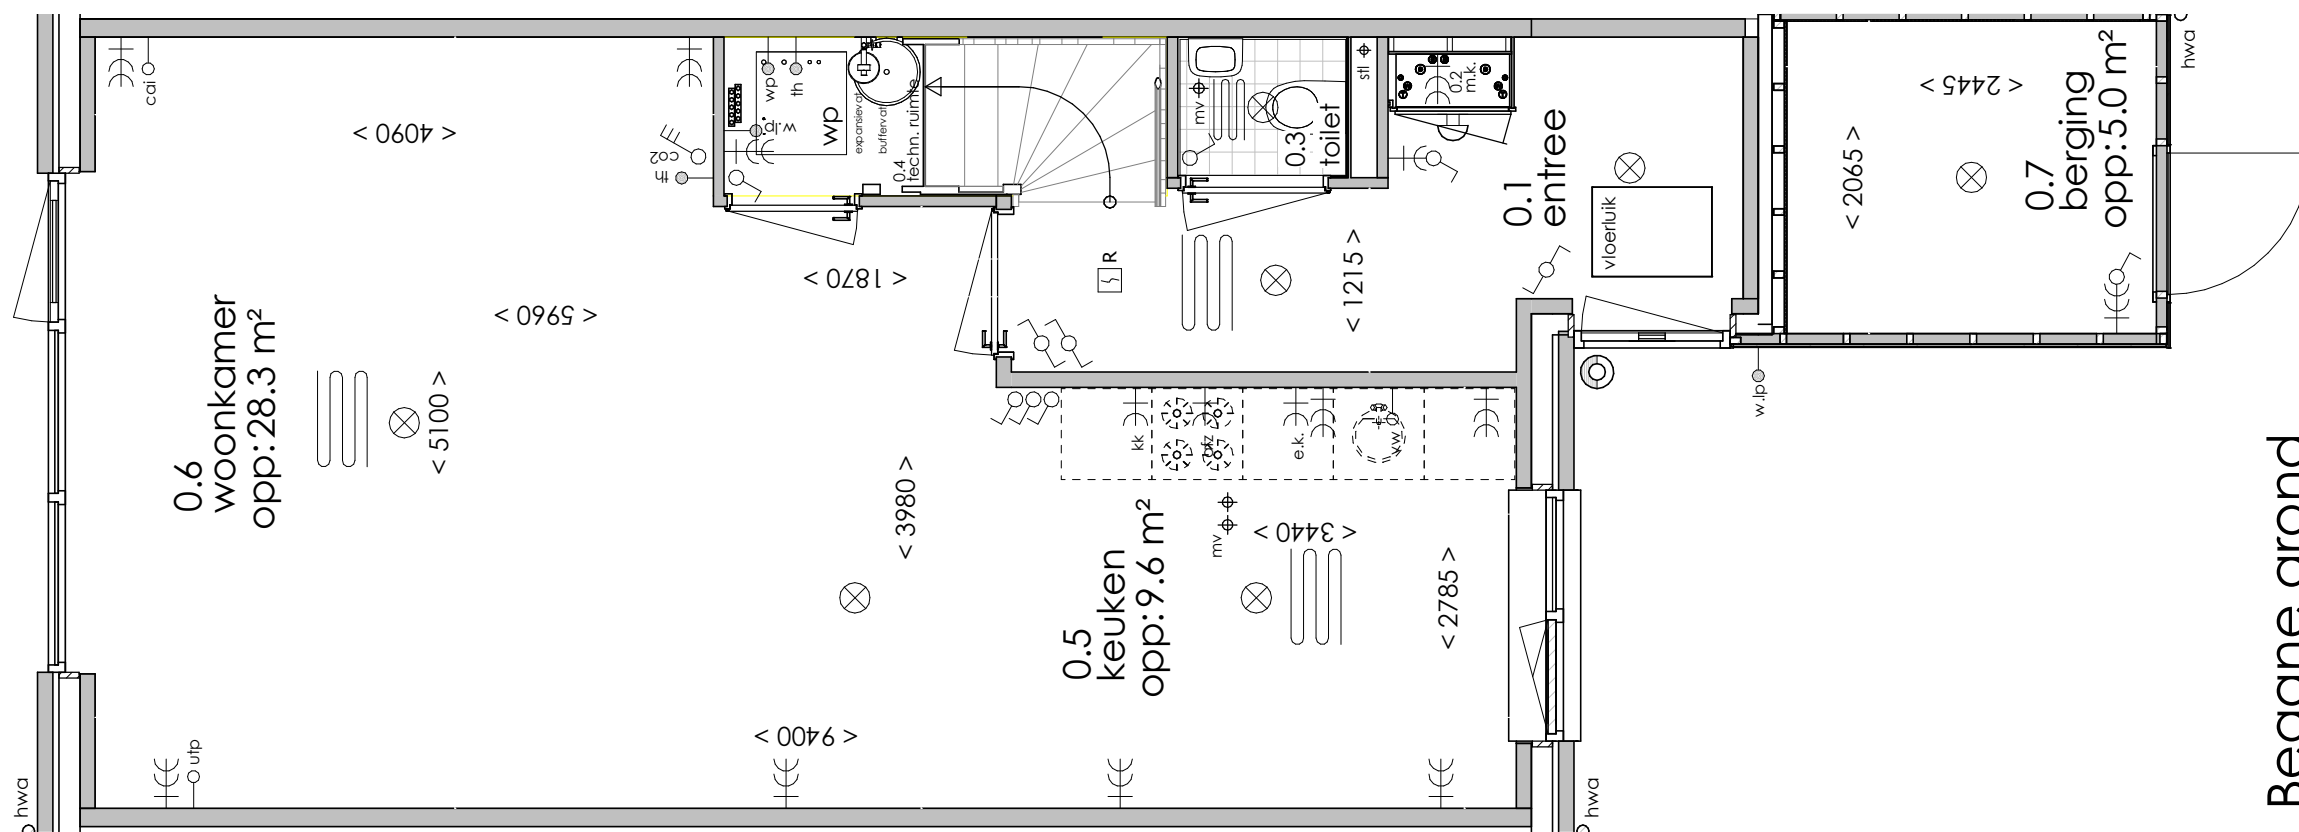 cai
< 4090 >
th
co2
wp
th
w.lp
wp
expansievat
buffervat
0.4
techn. ruimte
mv
0.3
toilet
stl
0.2
m.k.
0.1
entree
vloerluik
< 2445 >
< 2065 >
0.7
berging
opp:5.0 m²
hwa
< 1870 >
< 5960 >
R
< 1215 >
0.6
woonkamer
opp:28.3 m²
< 5100 >
< 3980 >
kk
afz
e.k.
vw
w.lp
mv
< 3440 >
0.5
keuken
opp:9.6 m²
< 2785 >
< 9400 >
utp
hwa
hwa
Begane grond